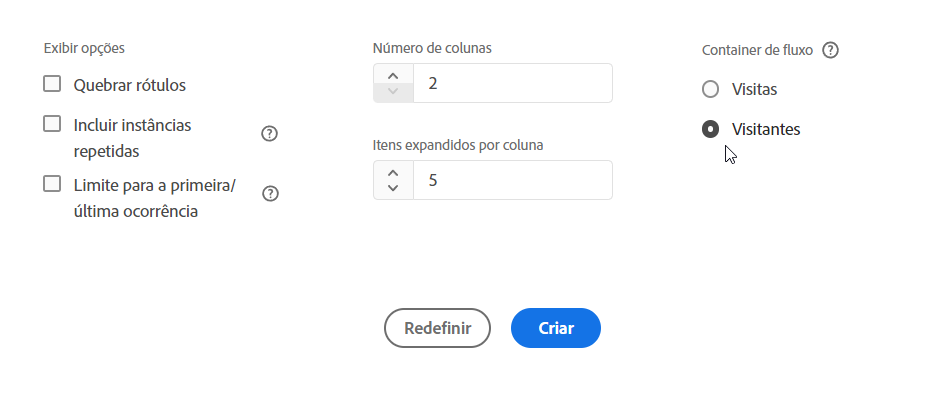 Exibir opções
Quebrar rótulos
Incluir instâncias
repetidas
Limite para a primeira/
última ocorrência
Número de colunas
2
Itens expandidos por coluna
5
Container de fluxo
Visitas
Visitantes
Redefinir
Criar